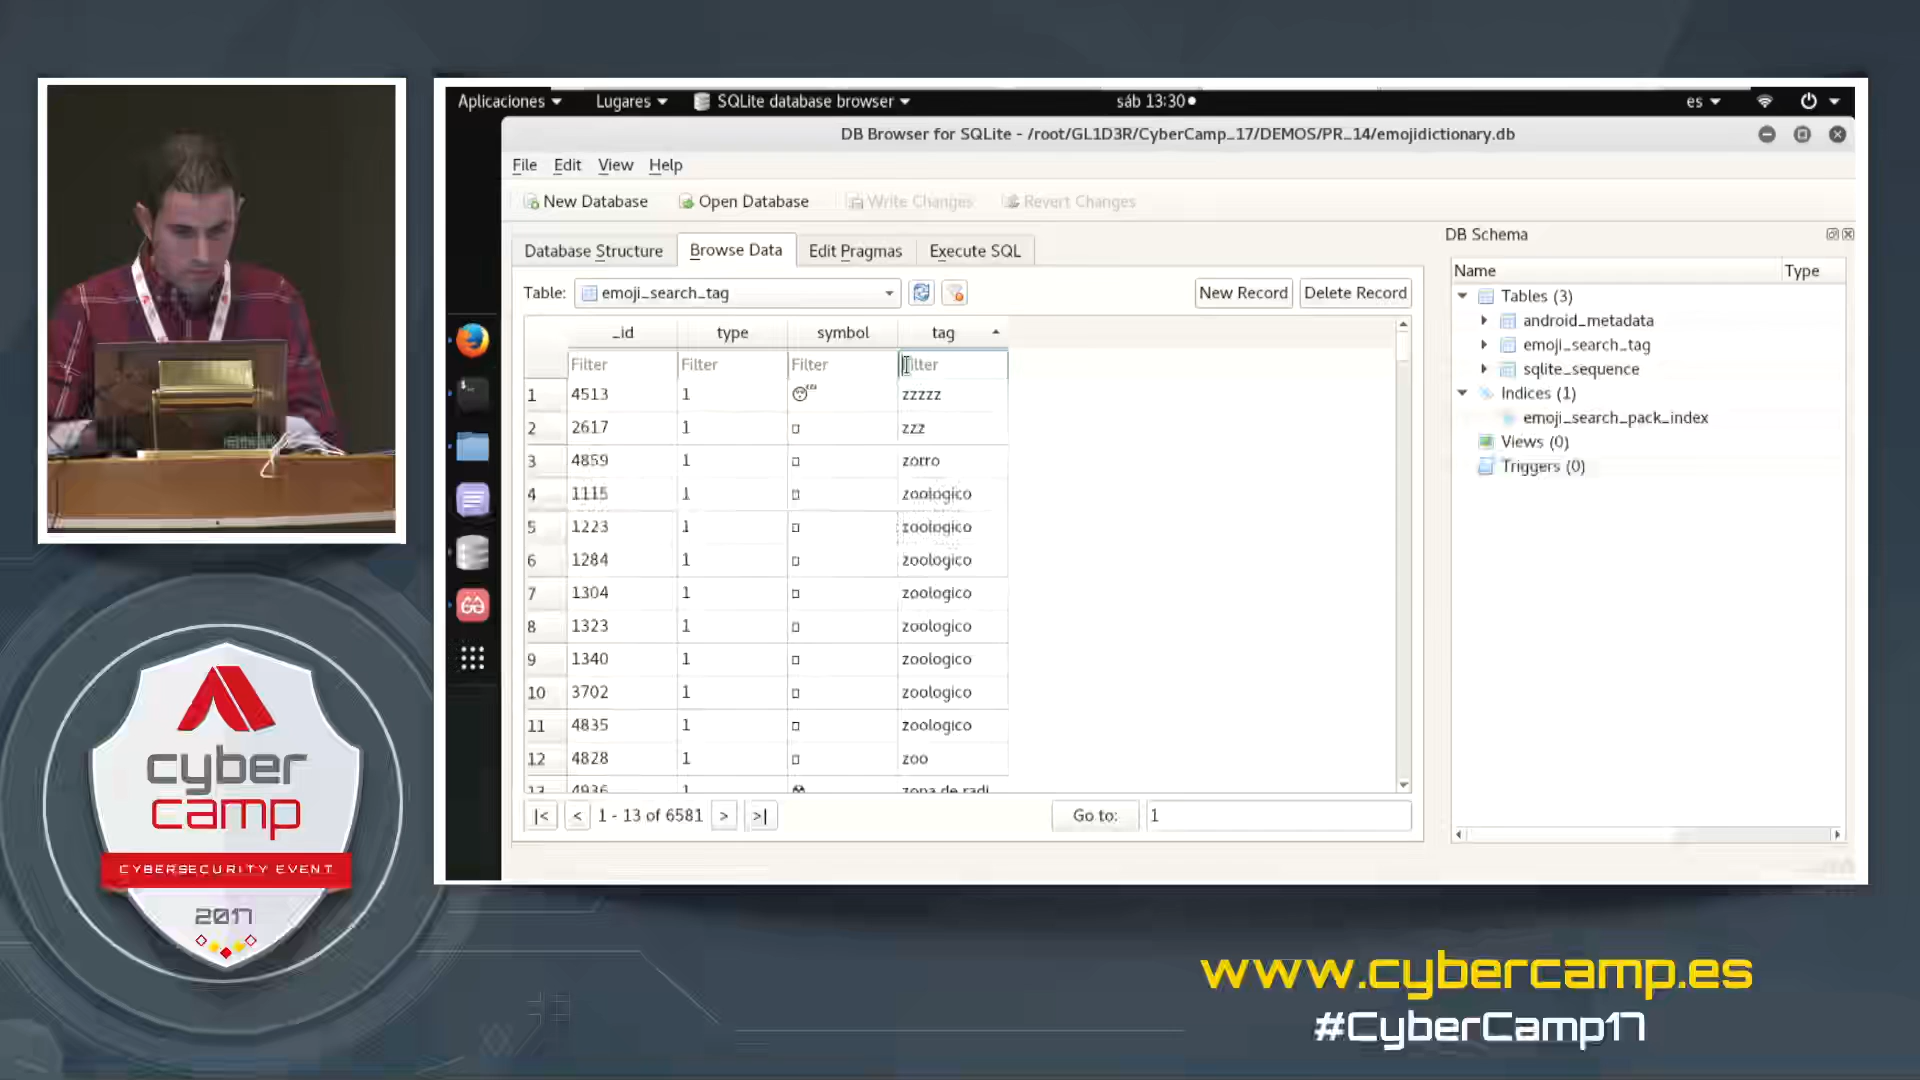 Aplicaciones Lugares SQLite database browser sáb 13:30 es
DB Browser for SQLite - /root/GL1D3R/CyberCamp_17/DEMOS/PR_14/emojidictionary.db
File Edit View Help
New Database Open Database Write Changes Revert Changes
Database Structure Browse Data Edit Pragmas Execute SQL
Table: emoji_search_tag New Record Delete Record
_id type symbol tag
Filter Filter Filter Filter
1 4513 1 😴 zzzzz
2 2617 1 zzz
3 4859 1 zorro
4 1115 1 zoologico
5 1223 1 zoologico
6 1284 1 zoologico
7 1304 1 zoologico
8 1323 1 zoologico
9 1340 1 zoologico
10 3702 1 zoologico
11 4835 1 zoologico
12 4828 1 zoo
13 4936 1 ☢ zona de radi
|< < 1 - 13 of 6581 > >| Go to: 1
DB Schema
Name Type
Tables (3)
android_metadata
emoji_search_tag
sqlite_sequence
Indices (1)
emoji_search_pack_index
Views (0)
Triggers (0)
cyber
camp
CYBERSECURITY EVENT
2017
www.cybercamp.es
#CyberCamp17